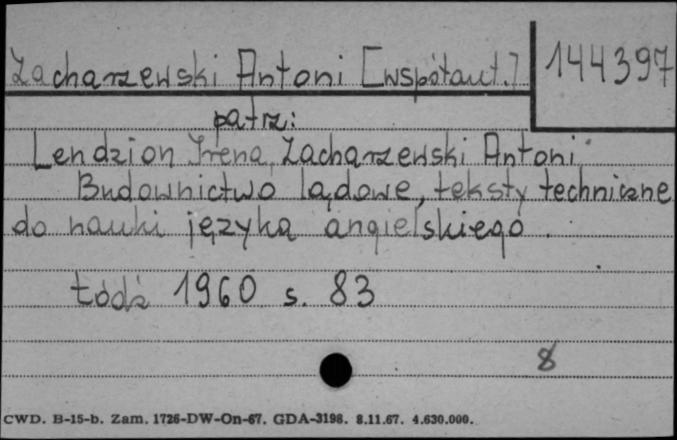 Zacharzewski Antoni [współaut.] 144397
patrz:
Lendzion Irena, Zacharzewski Antoni
Budownictwo lądowe, teksty techniczne
do nauki języka angielskiego.
Łódź 1960 s. 83
8
CWD. B-15-b. Zam. 1726-DW-On-67. GDA-3198. 8.11.67. 4.630.000.